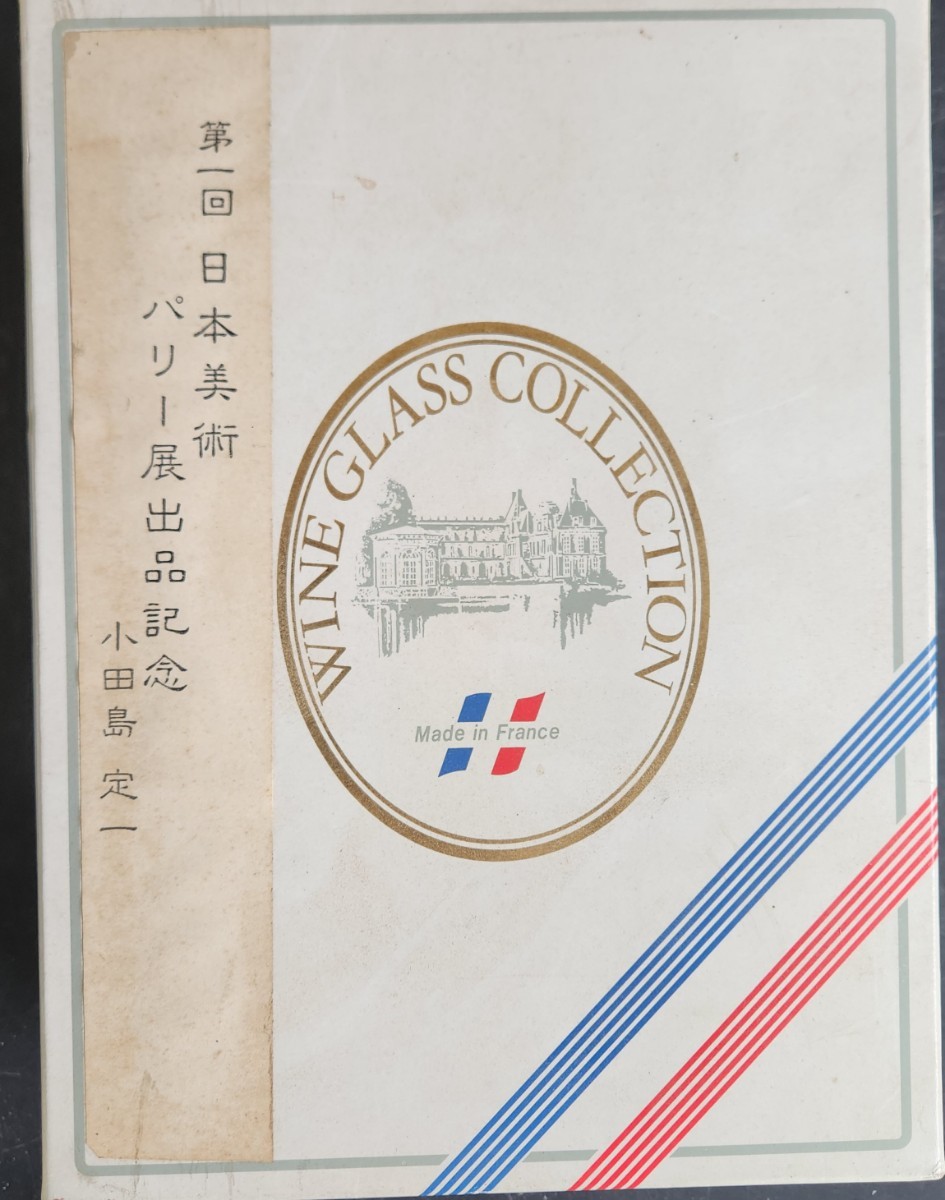 第一回 日本美術
パリー展出品記念
小田島 定一
WINE GLASS COLLECTION
Made in France